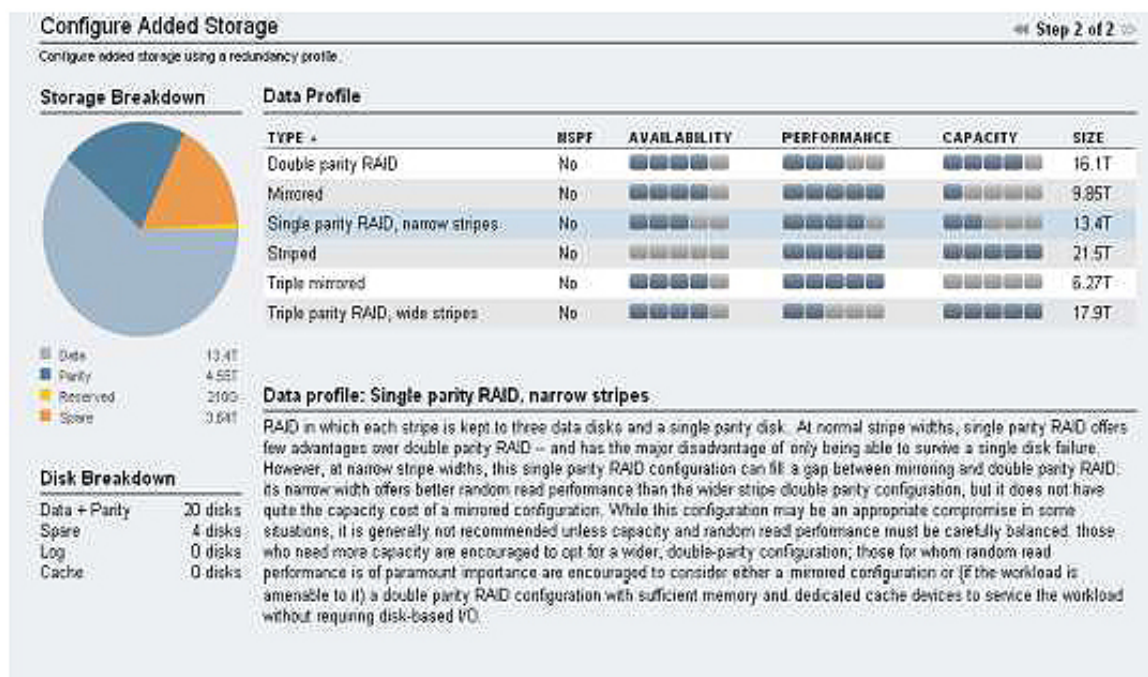 Configure Added Storage
Step 2 of 2
Configure added storage using a redundancy profile.
Storage Breakdown
Data Profile
TYPE NSPF AVAILABILITY PERFORMANCE CAPACITY SIZE
Double parity RAID No 16.1T
Mirrored No 9.85T
Single parity RAID, narrow stripes No 13.4T
Striped No 21.5T
Triple mirrored No 6.27T
Triple parity RAID, wide stripes No 17.9T
Data 13.4T
Parity 4.55T
Reserved 210G
Spare 3.64T
Data profile: Single parity RAID, narrow stripes
RAID in which each stripe is kept to three data disks and a single parity disk. At normal stripe widths, single parity RAID offers
few advantages over double parity RAID -- and has the major disadvantage of only being able to survive a single disk failure.
However, at narrow stripe widths, this single parity RAID configuration can fill a gap between mirroring and double parity RAID:
its narrow width offers better random read performance than the wider stripe double parity configuration, but it does not have
quite the capacity cost of a mirrored configuration. While this configuration may be an appropriate compromise in some
situations, it is generally not recommended unless capacity and random read performance must be carefully balanced: those
who need more capacity are encouraged to opt for a wider, double-parity configuration; those for whom random read
performance is of paramount importance are encouraged to consider either a mirrored configuration or (if the workload is
amenable to it) a double parity RAID configuration with sufficient memory and dedicated cache devices to service the workload
without requiring disk-based I/O.
Disk Breakdown
Data + Parity 20 disks
Spare 4 disks
Log 0 disks
Cache 0 disks